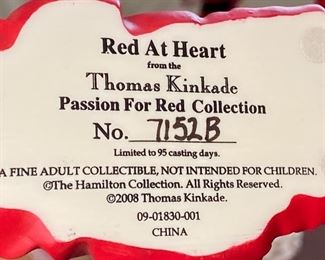 Red At Heart
from the
Thomas Kinkade
Passion For Red Collection
No. 7152B
Limited to 95 casting days.
A FINE ADULT COLLECTIBLE, NOT INTENDED FOR CHILDREN.
©The Hamilton Collection. All Rights Reserved.
©2008 Thomas Kinkade.
09-01830-001
CHINA